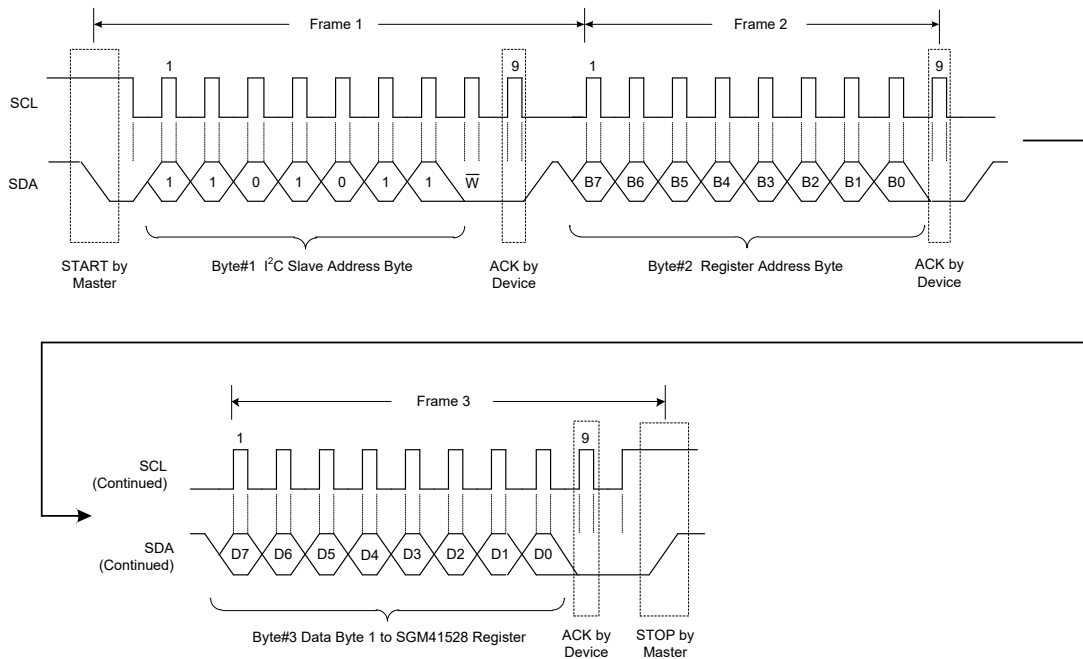 Frame 1
Frame 2
1
9
1
9
SCL
SDA
1
1
0
1
0
1
1
W
B7
B6
B5
B4
B3
B2
B1
B0
START by
Master
Byte#1 I²C Slave Address Byte
ACK by
Device
Byte#2 Register Address Byte
ACK by
Device
Frame 3
1
9
SCL
(Continued)
SDA
(Continued)
D7
D6
D5
D4
D3
D2
D1
D0
Byte#3 Data Byte 1 to SGM41528 Register
ACK by
Device
STOP by
Master